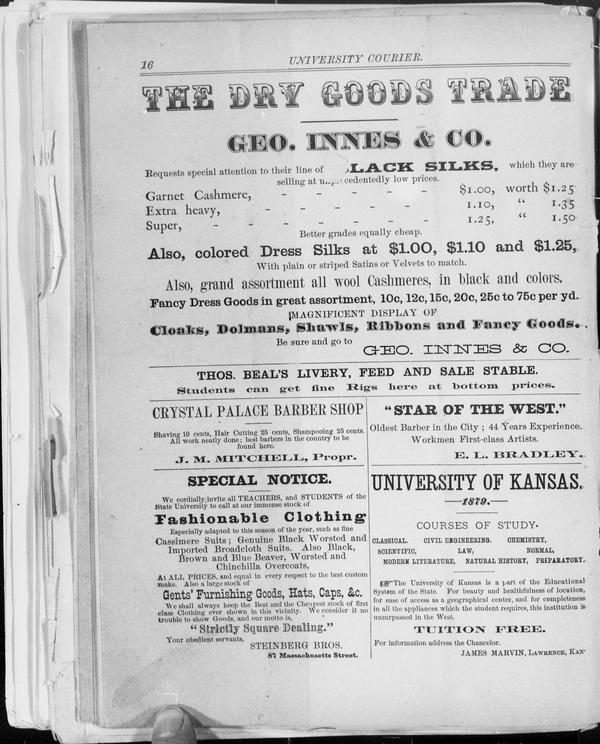 16
UNIVERSITY COURIER.
THE DRY GOODS TRADE
GEO. INNES & CO.
Requests special attention to their line of LACK SILKS, which they are
selling at cedentedly low prices.
Garnet Cashmere, - - - - - $1.00, worth $1.25
Extra heavy, - - - - - 1.10, " 1.35
Super, - - - - - - - 1.25, " 1.50
Better grades equally cheap.
Also, colored Dress Silks at $1.00, $1.10 and $1.25,
With plain or striped Satins or Velvets to match.
Also, grand assortment all wool Cashmeres, in black and colors.
Fancy Dress Goods in great assortment, 10c, 12c, 15c, 20c, 25c to 75c per yd.
MAGNIFICENT DISPLAY OF
Cloaks, Dolmans, Shawls, Ribbons and Fancy Goods.
Be sure and go to
GEO. INNES & CO.
THOS. BEAL'S LIVERY, FEED AND SALE STABLE.
Students can get fine Rigs here at bottom prices.
CRYSTAL PALACE BARBER SHOP
Shaving 10 cents, Hair Cutting 25 cents, Shampooing 25 cents.
All work neatly done; best barbers in the country to be
found here.
J. M. MITCHELL, Propr.
"STAR OF THE WEST."
Oldest Barber in the City; 44 Years Experience.
Workmen First-class Artists.
E. L. BRADLEY.
SPECIAL NOTICE.
We cordially invite all TEACHERS, and STUDENTS of the
State University to call at our immense stock of
Fashionable Clothing
Especially adapted to this season of the year, such as fine
Cassimere Suits; Genuine Black Worsted and
Imported Broadcloth Suits. Also Black,
Brown and Blue Beaver, Worsted and
Chinchilla Overcoats,
At ALL PRICES, and equal in every respect to the best custom
make. Also a large stock of
Gents' Furnishing Goods, Hats, Caps, &c.
We shall always keep the Best and the Cheapest stock of first
class Clothing ever shown in this vicinity. We consider it no
trouble to show Goods, and our motto is,
"Strictly Square Dealing."
Your obedient servants,
STEINBERG BROS.
87 Massachusetts Street.
UNIVERSITY OF KANSAS.
—1879.—
COURSES OF STUDY.
CLASSICAL. CIVIL ENGINEERING. CHEMISTRY,
SCIENTIFIC, LAW, NORMAL,
MODERN LITERATURE, NATURAL HISTORY, PREPARATORY.
☞The University of Kansas is a part of the Educational
System of the State. For beauty and healthfulness of location,
for ease of access as a geographical center, and for completeness
in all the appliances which the student requires, this institution is
unsurpassed in the West.
TUITION FREE.
For information address the Chancelor.
JAMES MARVIN, LAWRENCE, KAN